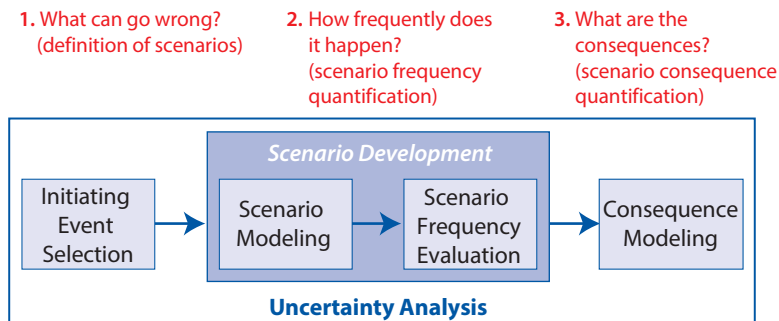 1. What can go wrong?
(definition of scenarios)
2. How frequently does
it happen?
(scenario frequency
quantification)
3. What are the
consequences?
(scenario consequence
quantification)
Scenario Development
Initiating
Event
Selection
Scenario
Modeling
Scenario
Frequency
Evaluation
Consequence
Modeling
Uncertainty Analysis